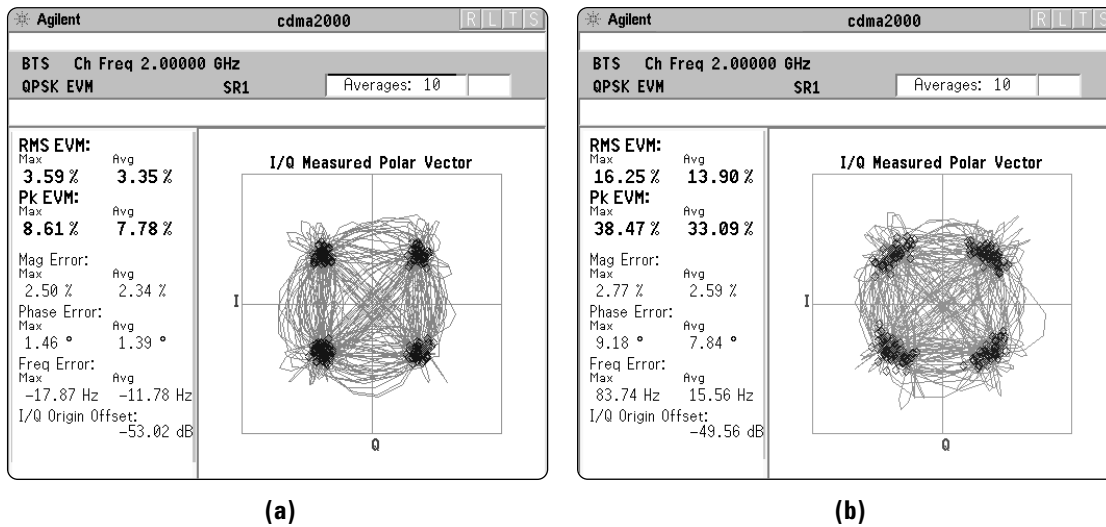 Agilent cdma2000 R L T S
BTS Ch Freq 2.00000 GHz
QPSK EVM SR1 Averages: 10
RMS EVM:
Max Avg
3.59 % 3.35 %
Pk EVM:
Max Avg
8.61 % 7.78 %
Mag Error:
Max Avg
2.50 % 2.34 %
Phase Error:
Max Avg
1.46 ° 1.39 °
Freq Error:
Max Avg
-17.87 Hz -11.78 Hz
I/Q Origin Offset:
-53.02 dB
I/Q Measured Polar Vector
I
Q
(a)
Agilent cdma2000 R L T S
BTS Ch Freq 2.00000 GHz
QPSK EVM SR1 Averages: 10
RMS EVM:
Max Avg
16.25 % 13.90 %
Pk EVM:
Max Avg
38.47 % 33.09 %
Mag Error:
Max Avg
2.77 % 2.59 %
Phase Error:
Max Avg
9.18 ° 7.84 °
Freq Error:
Max Avg
83.74 Hz 15.56 Hz
I/Q Origin Offset:
-49.56 dB
I/Q Measured Polar Vector
I
Q
(b)